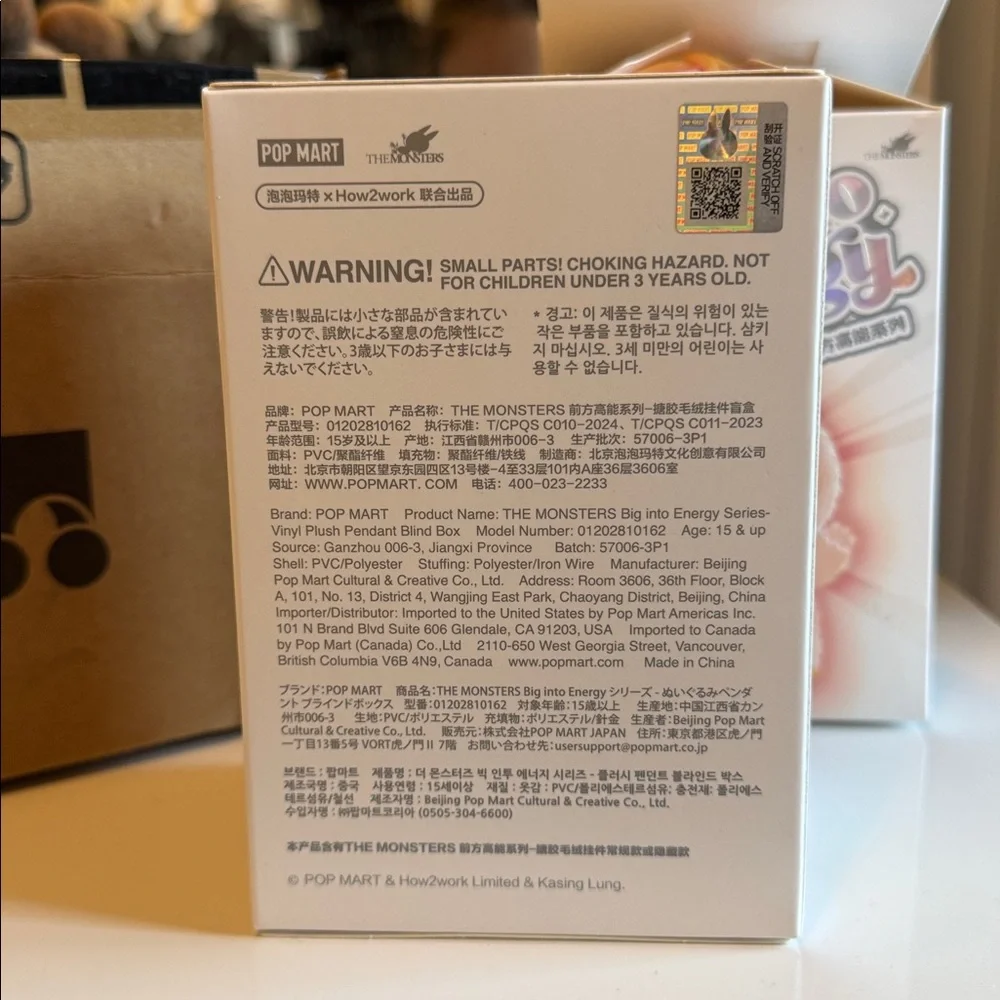 POP MART
THE MONSTERS
泡泡玛特×How2work 联合出品
刮开涂层 SCRATCH OFF
AND VERIFY
WARNING! SMALL PARTS! CHOKING HAZARD. NOT
FOR CHILDREN UNDER 3 YEARS OLD.
警告!製品には小さな部品が含まれてい
ますので、誤飲による窒息の危険性にご
注意ください。3歳以下のお子さまには与
えないでください。
* 경고: 이 제품은 질식의 위험이 있는
작은 부품을 포함하고 있습니다. 삼키
지 마십시오. 3세 미만의 어린이는 사
용할 수 없습니다.
品牌: POP MART 产品名称: THE MONSTERS 前方高能系列-搪胶毛绒挂件盲盒
产品型号: 01202810162 执行标准: T/CPQS C010-2024、T/CPQS C011-2023
年龄范围: 15岁及以上 产地: 江西省赣州市006-3 生产批次: 57006-3P1
面料: PVC/聚酯纤维 填充物: 聚酯纤维/铁线 制造商: 北京泡泡玛特文化创意有限公司
地址: 北京市朝阳区望京东园四区13号楼-4至33层101内A座36层3606室
网址: WWW.POPMART. COM 电话: 400-023-2233
Brand: POP MART Product Name: THE MONSTERS Big into Energy Series-
Vinyl Plush Pendant Blind Box Model Number: 01202810162 Age: 15 & up
Source: Ganzhou 006-3, Jiangxi Province Batch: 57006-3P1
Shell: PVC/Polyester Stuffing: Polyester/Iron Wire Manufacturer: Beijing
Pop Mart Cultural & Creative Co., Ltd. Address: Room 3606, 36th Floor, Block
A, 101, No. 13, District 4, Wangjing East Park, Chaoyang District, Beijing, China
Importer/Distributor: Imported to the United States by Pop Mart Americas Inc.
101 N Brand Blvd Suite 606 Glendale, CA 91203, USA Imported to Canada
by Pop Mart (Canada) Co.,Ltd 2110-650 West Georgia Street, Vancouver,
British Columbia V6B 4N9, Canada www.popmart.com Made in China
ブランド:POP MART 商品名:THE MONSTERS Big into Energy シリーズ - ぬいぐるみペンダ
ント ブラインドボックス 型番:01202810162 対象年齢:15歳以上 生産地:中国江西省カン
州市006-3 生地:PVC/ポリエステル 充填物:ポリエステル/針金 生産者:Beijing Pop Mart
Cultural & Creative Co., Ltd. 販売元:株式会社POP MART JAPAN 住所:東京都港区虎ノ門
一丁目13番5号 VORT虎ノ門Ⅱ 7階 お問い合わせ先:usersupport@popmart.co.jp
브랜드 : 팝마트 제품명 : 더 몬스터즈 빅 인투 에너지 시리즈 - 플러시 펜던트 블라인드 박스
제조국명 : 중국 사용연령 : 15세이상 재질 : 옷감 : PVC/폴리에스테르섬유: 충전재: 폴리에스
테르섬유/철선 제조자명 : Beijing Pop Mart Cultural & Creative Co., Ltd.
수입자명 : ㈜팝마트코리아 (0505-304-6600)
本产品含有THE MONSTERS 前方高能系列-搪胶毛绒挂件常规款或隐藏款
© POP MART & How2work Limited & Kasing Lung.
THE MONSTERS
高能系列